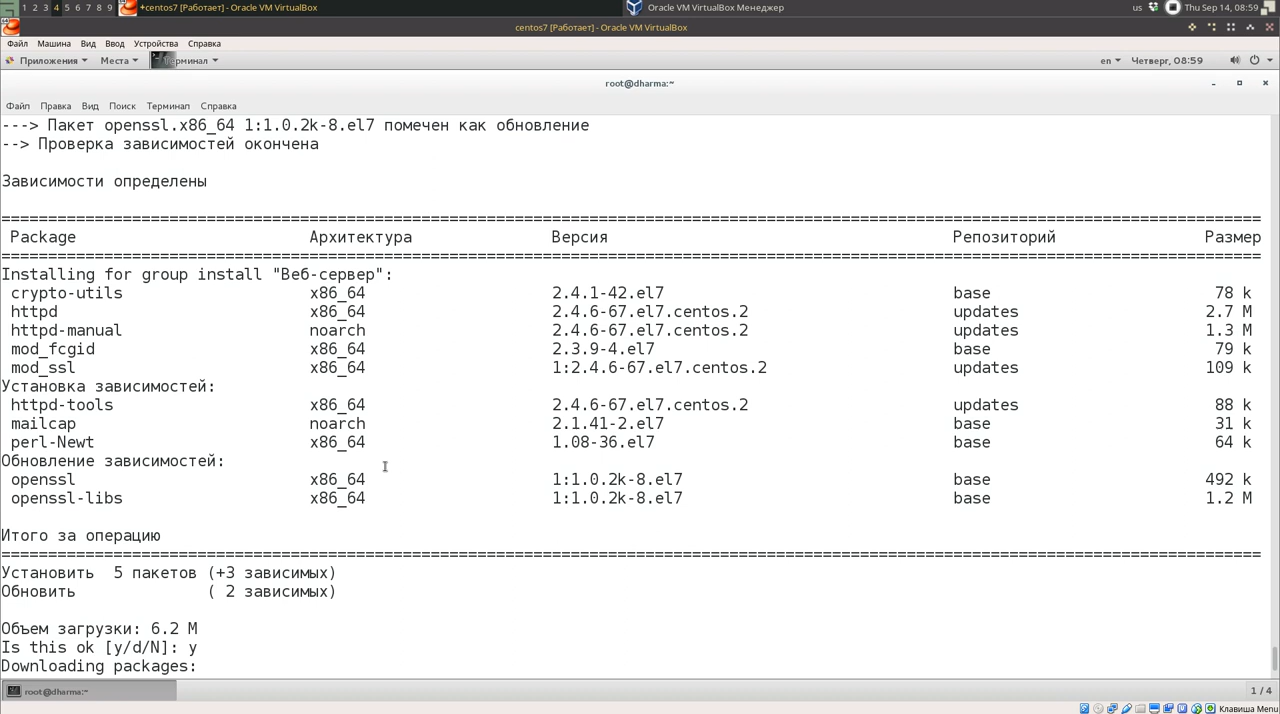 1 2 3 4 5 6 7 8 9 *centos7 [Работает] - Oracle VM VirtualBox Oracle VM VirtualBox Менеджер us Thu Sep 14, 08:59
centos7 [Работает] - Oracle VM VirtualBox
Файл Машина Вид Ввод Устройства Справка
Приложения Места Терминал en Четверг, 08:59
root@dharma:~
Файл Правка Вид Поиск Терминал Справка
---> Пакет openssl.x86_64 1:1.0.2k-8.el7 помечен как обновление
--> Проверка зависимостей окончена
Зависимости определены
================================================================================
Package Архитектура Версия Репозиторий Размер
================================================================================
Installing for group install "Веб-сервер":
crypto-utils x86_64 2.4.1-42.el7 base 78 k
httpd x86_64 2.4.6-67.el7.centos.2 updates 2.7 M
httpd-manual noarch 2.4.6-67.el7.centos.2 updates 1.3 M
mod_fcgid x86_64 2.3.9-4.el7 base 79 k
mod_ssl x86_64 1:2.4.6-67.el7.centos.2 updates 109 k
Установка зависимостей:
httpd-tools x86_64 2.4.6-67.el7.centos.2 updates 88 k
mailcap noarch 2.1.41-2.el7 base 31 k
perl-Newt x86_64 1.08-36.el7 base 64 k
Обновление зависимостей:
openssl x86_64 1:1.0.2k-8.el7 base 492 k
openssl-libs x86_64 1:1.0.2k-8.el7 base 1.2 M
Итого за операцию
================================================================================
Установить 5 пакетов (+3 зависимых)
Обновить ( 2 зависимых)
Объем загрузки: 6.2 M
Is this ok [y/d/N]: y
Downloading packages:
root@dharma:~ 1 / 4
Клавиша Menu